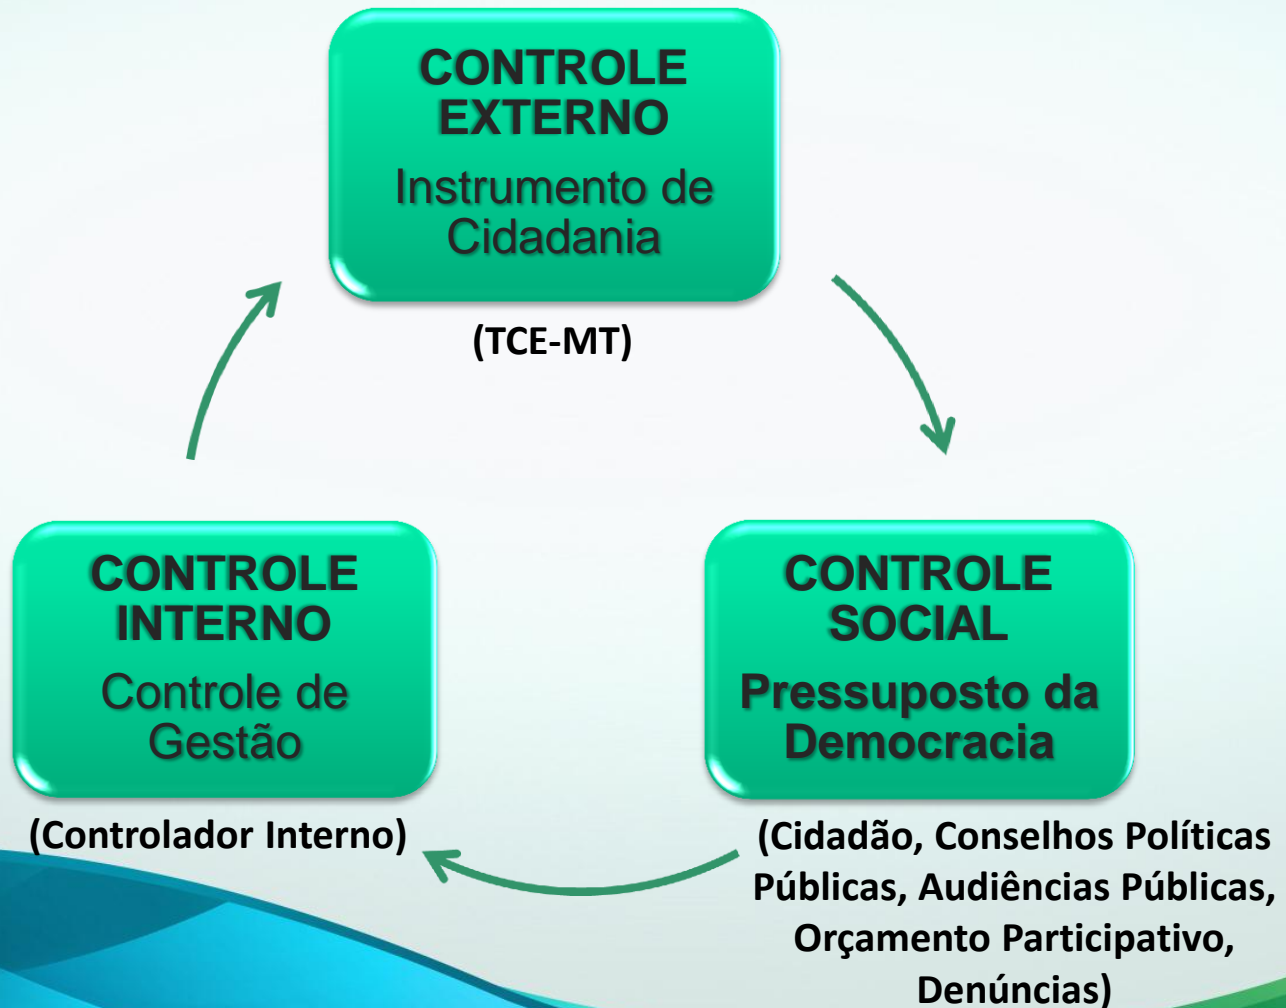 CONTROLE
EXTERNO
Instrumento de
Cidadania
(TCE-MT)
CONTROLE
INTERNO
Controle de
Gestão
(Controlador Interno)
CONTROLE
SOCIAL
Pressuposto da
Democracia
(Cidadão, Conselhos Políticas
Públicas, Audiências Públicas,
Orçamento Participativo,
Denúncias)